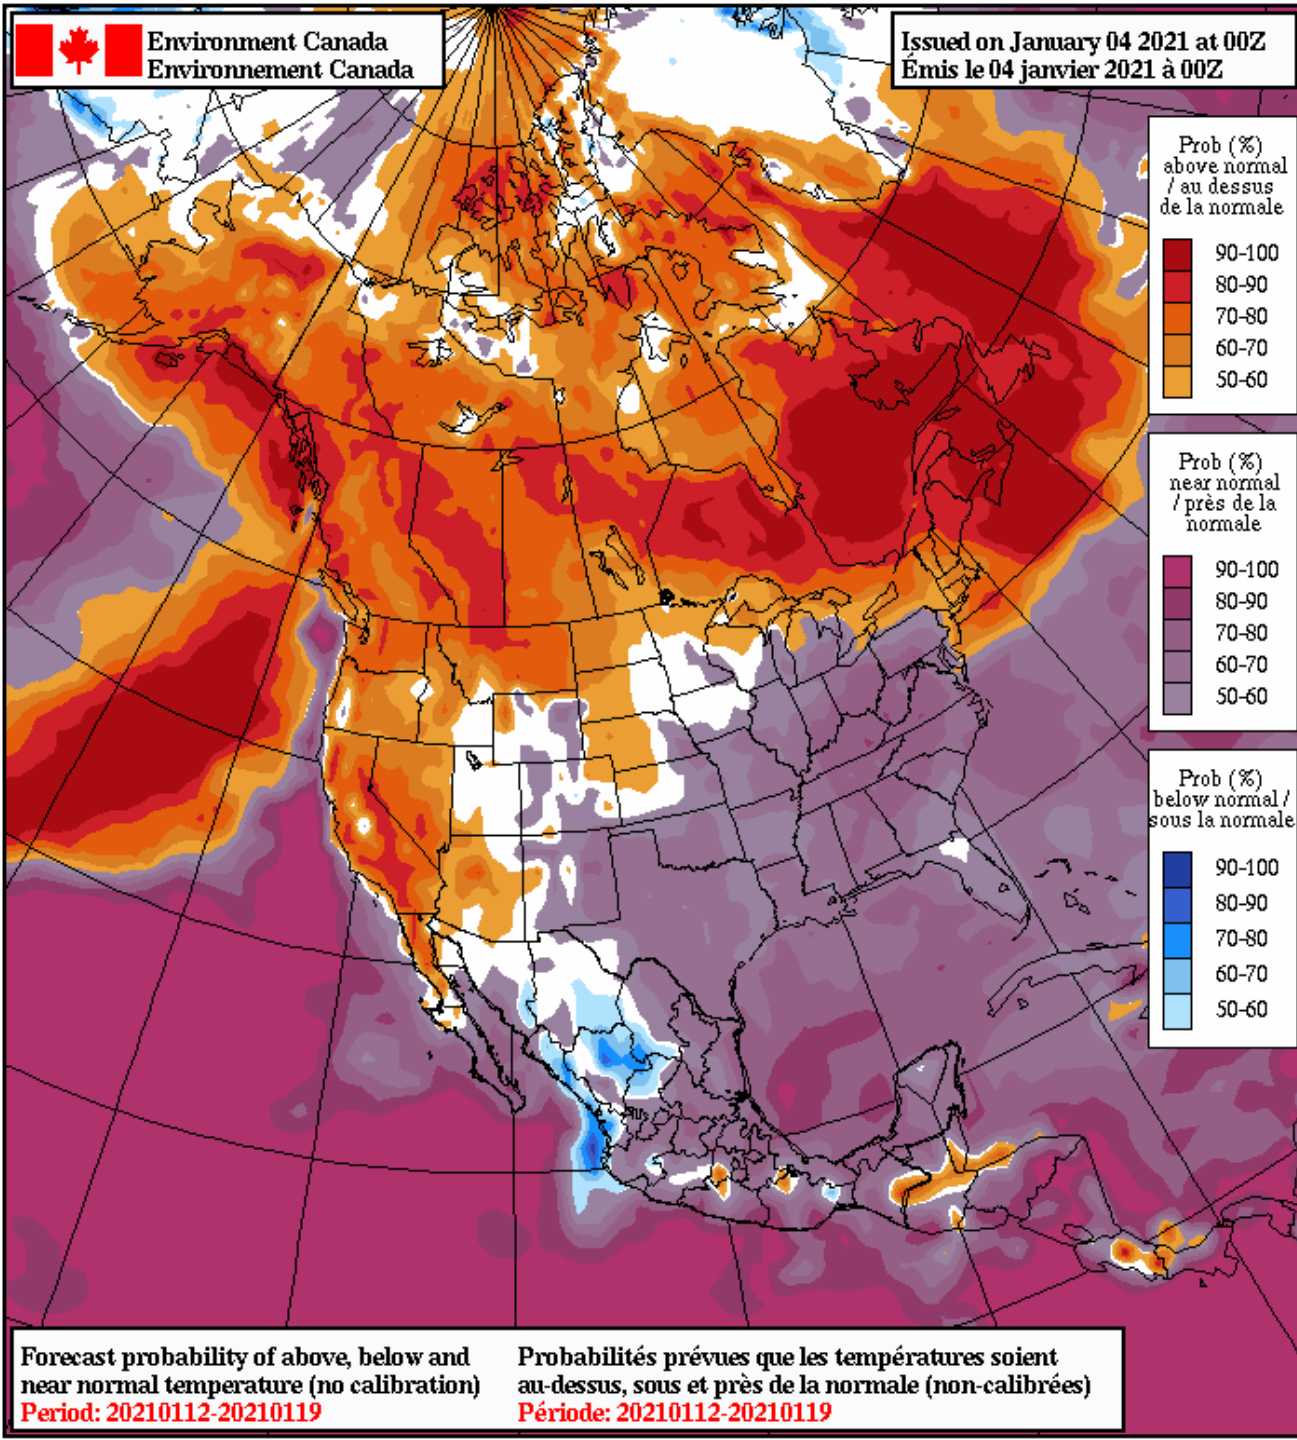 Environment Canada
Environnement Canada
Issued on January 04 2021 at 00Z
Émis le 04 janvier 2021 à 00Z
Prob (%)
above normal
/ au dessus
de la normale
90-100
80-90
70-80
60-70
50-60
Prob (%)
near normal
/ près de la
normale
90-100
80-90
70-80
60-70
50-60
Prob (%)
below normal /
sous la normale
90-100
80-90
70-80
60-70
50-60
Forecast probability of above, below and
near normal temperature (no calibration)
Period: 20210112-20210119
Probabilités prévues que les températures soient
au-dessus, sous et près de la normale (non-calibrées)
Période: 20210112-20210119